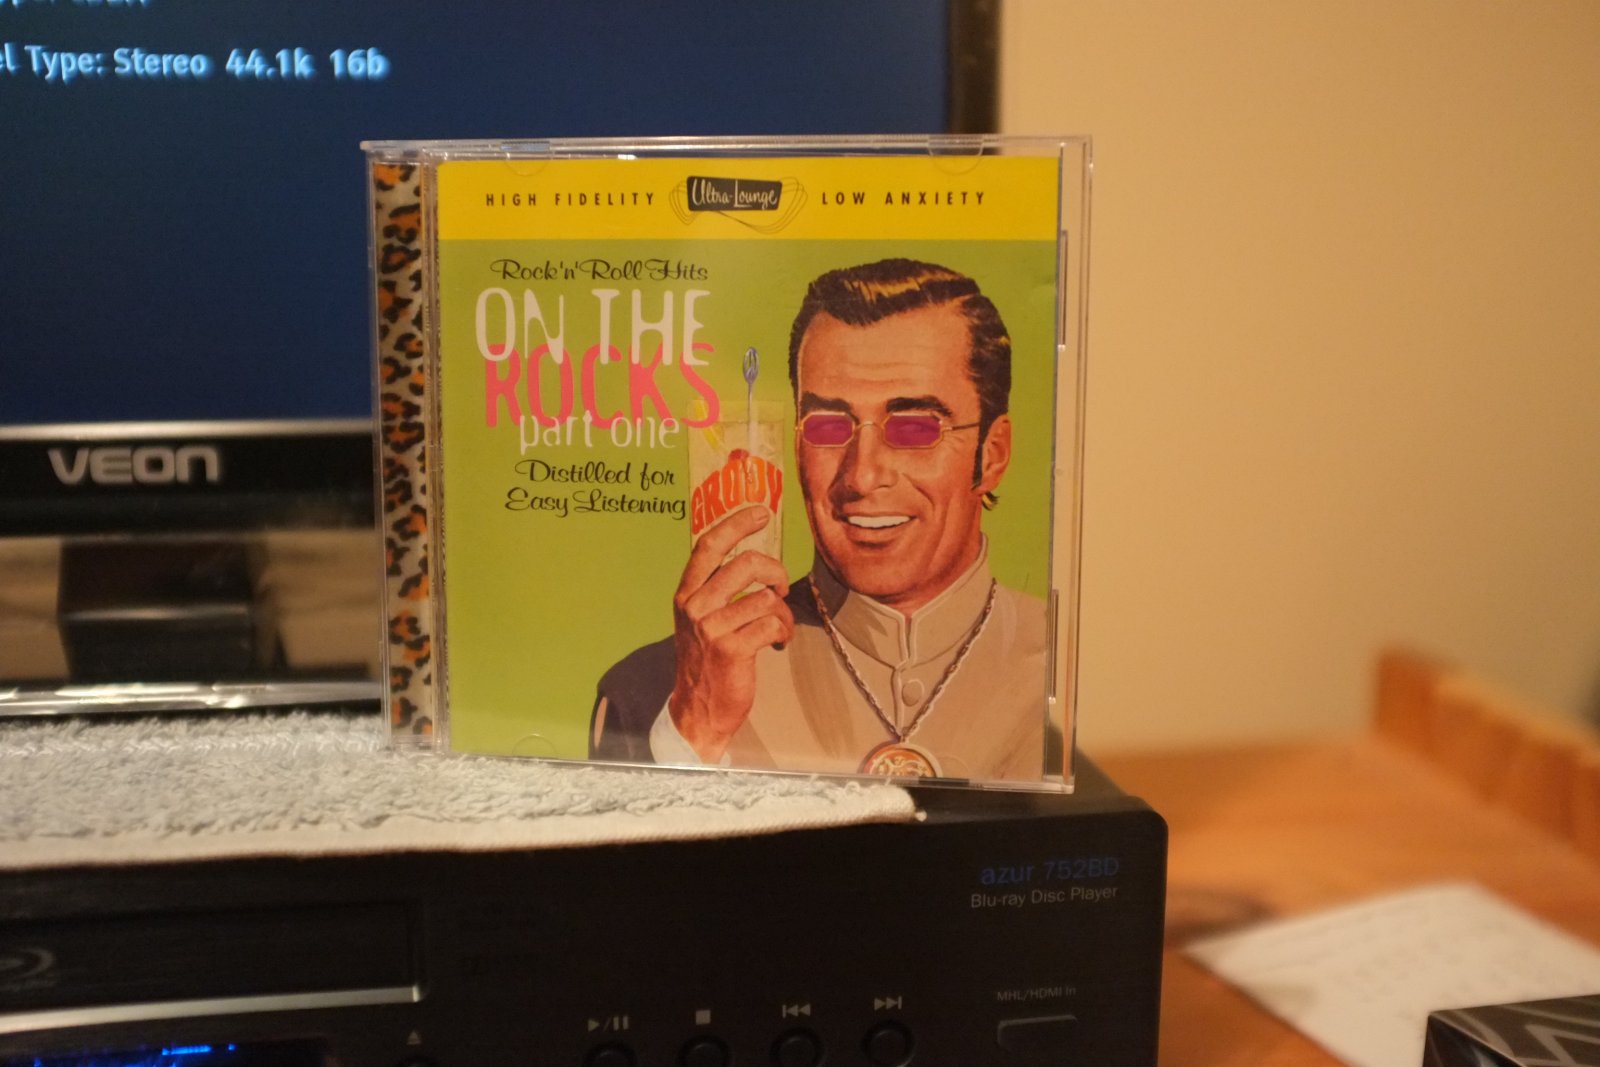 Type: Stereo 44.1k 16b
VEON
HIGH FIDELITY Ultra-Lounge LOW ANXIETY
Rock'n'Roll Hits
ON THE
ROCKS
part one
Distilled for
Easy Listening
GROOVY
azur 752BD
Blu-ray Disc Player
MHL/HDMI In